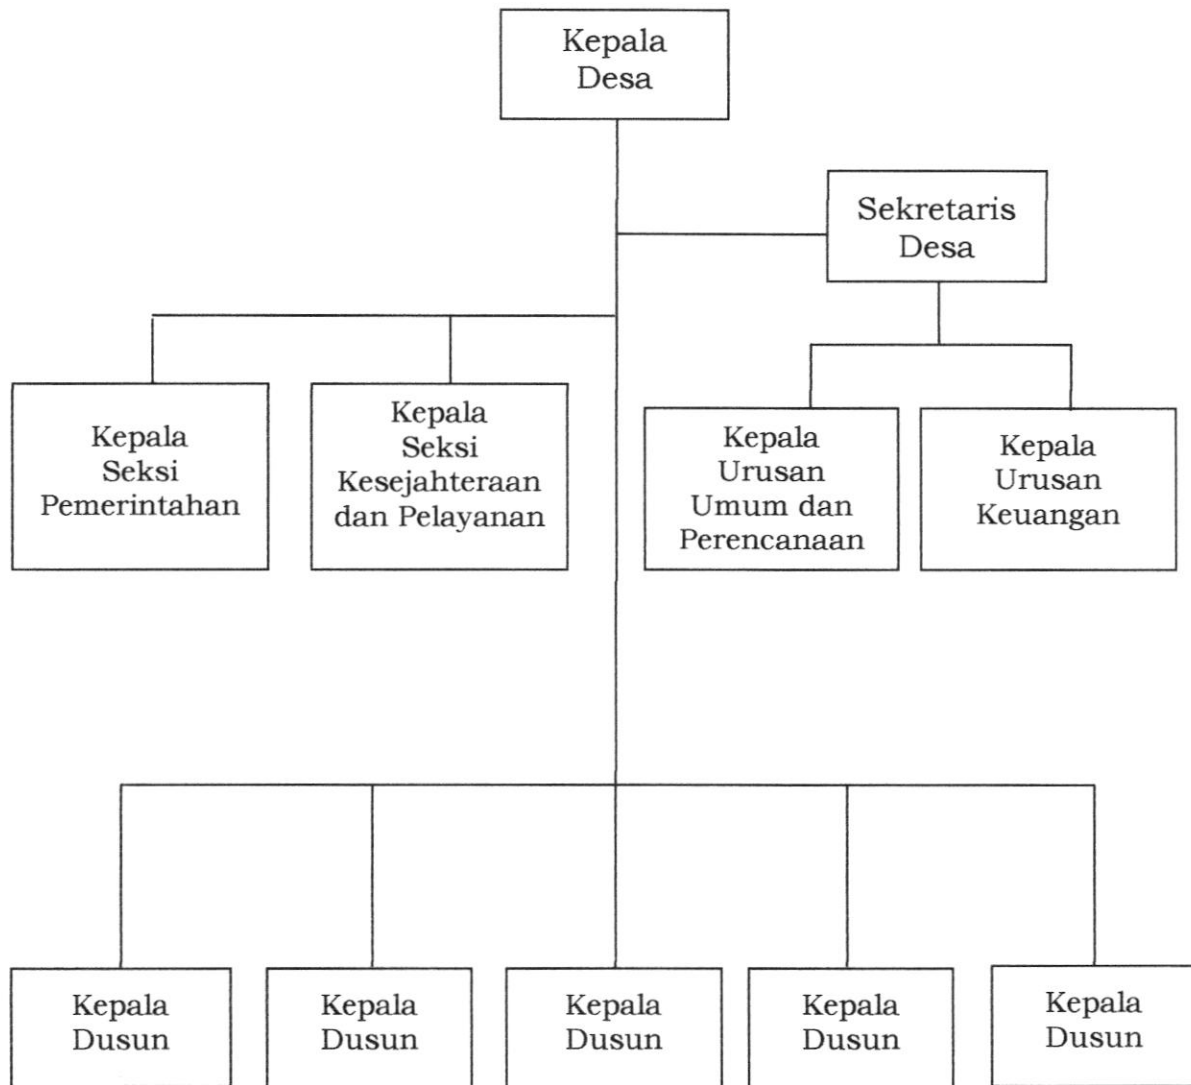 Kepala
Desa
Sekretaris
Desa
Kepala
Seksi
Pemerintahan
Kepala
Seksi
Kesejahteraan
dan Pelayanan
Kepala
Urusan
Umum dan
Perencanaan
Kepala
Urusan
Keuangan
Kepala
Dusun
Kepala
Dusun
Kepala
Dusun
Kepala
Dusun
Kepala
Dusun